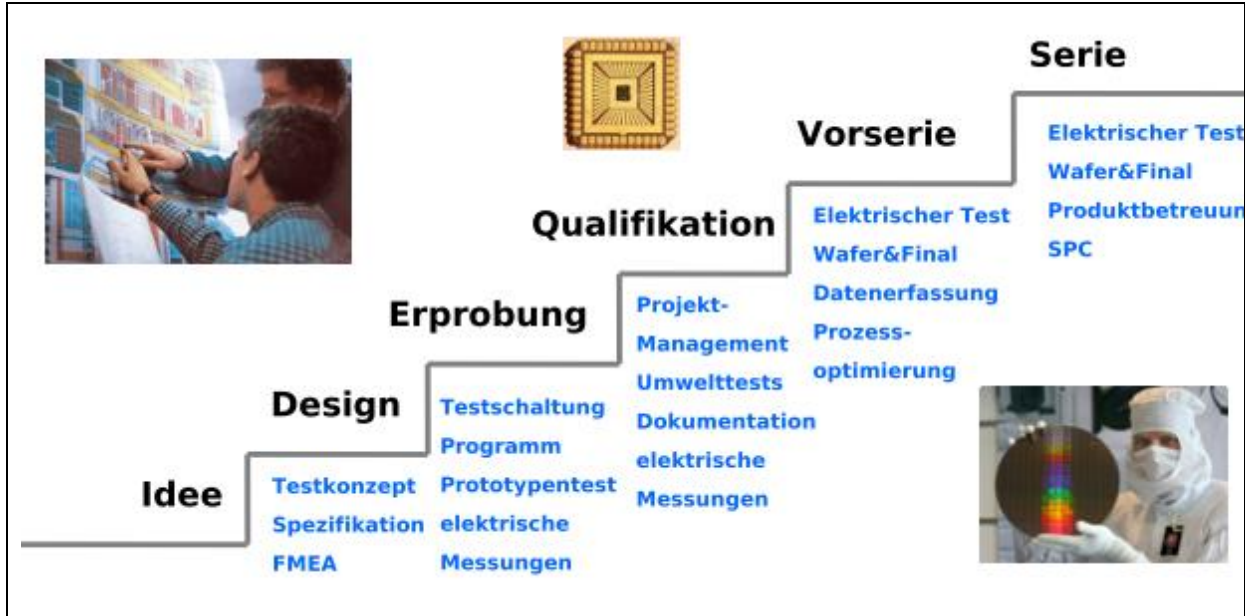 Serie
Elektrischer Test
Wafer&Final
Produktbetreuun
SPC
Vorserie
Elektrischer Test
Wafer&Final
Datenerfassung
Prozess-
optimierung
Qualifikation
Projekt-
Management
Umwelttests
Dokumentation
elektrische
Messungen
Erprobung
Testschaltung
Programm
Prototypentest
elektrische
Messungen
Design
Testkonzept
Spezifikation
FMEA
Idee